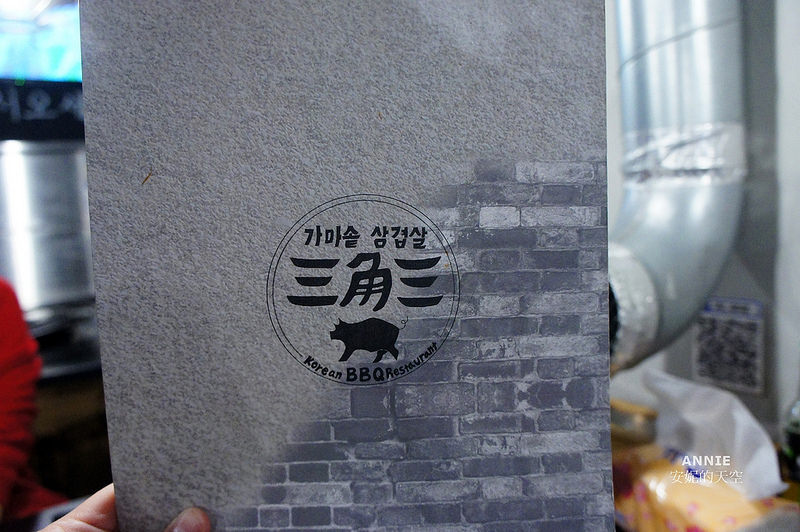 가마솥 삼겹살
三角三
Korean BBQ Restaurant
ANNIE
安妮的天空